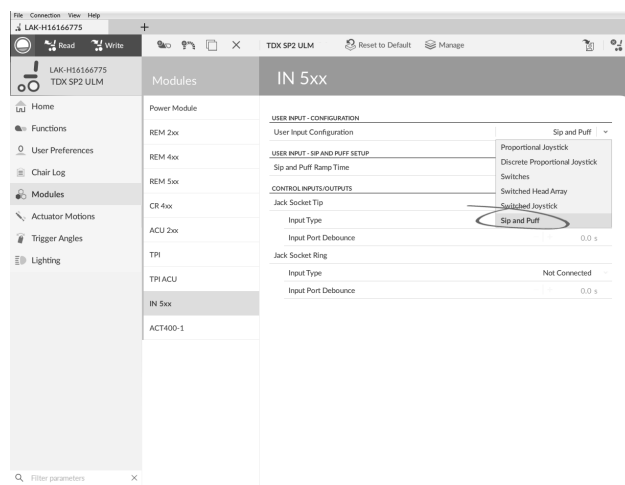 File Connection View Help
LAK-H16166775
Read Write TDX SP2 ULM Reset to Default Manage
LAK-H16166775
TDX SP2 ULM
Modules
IN 5xx
Home
Functions
User Preferences
Chair Log
Modules
Actuator Motions
Trigger Angles
Lighting
Filter parameters
Power Module
REM 2xx
REM 4xx
REM 5xx
CR 4xx
ACU 2xx
TPI
TPI ACU
IN 5xx
ACT400-1
USER INPUT - CONFIGURATION
User Input Configuration Sip and Puff
USER INPUT - SIP AND PUFF SETUP
Sip and Puff Ramp Time
CONTROL INPUTS/OUTPUTS
Jack Socket Tip
Input Type
Input Port Debounce 0.0 s
Jack Socket Ring
Input Type Not Connected
Input Port Debounce 0.0 s
Proportional Joystick
Discrete Proportional Joystick
Switches
Switched Head Array
Switched Joystick
Sip and Puff